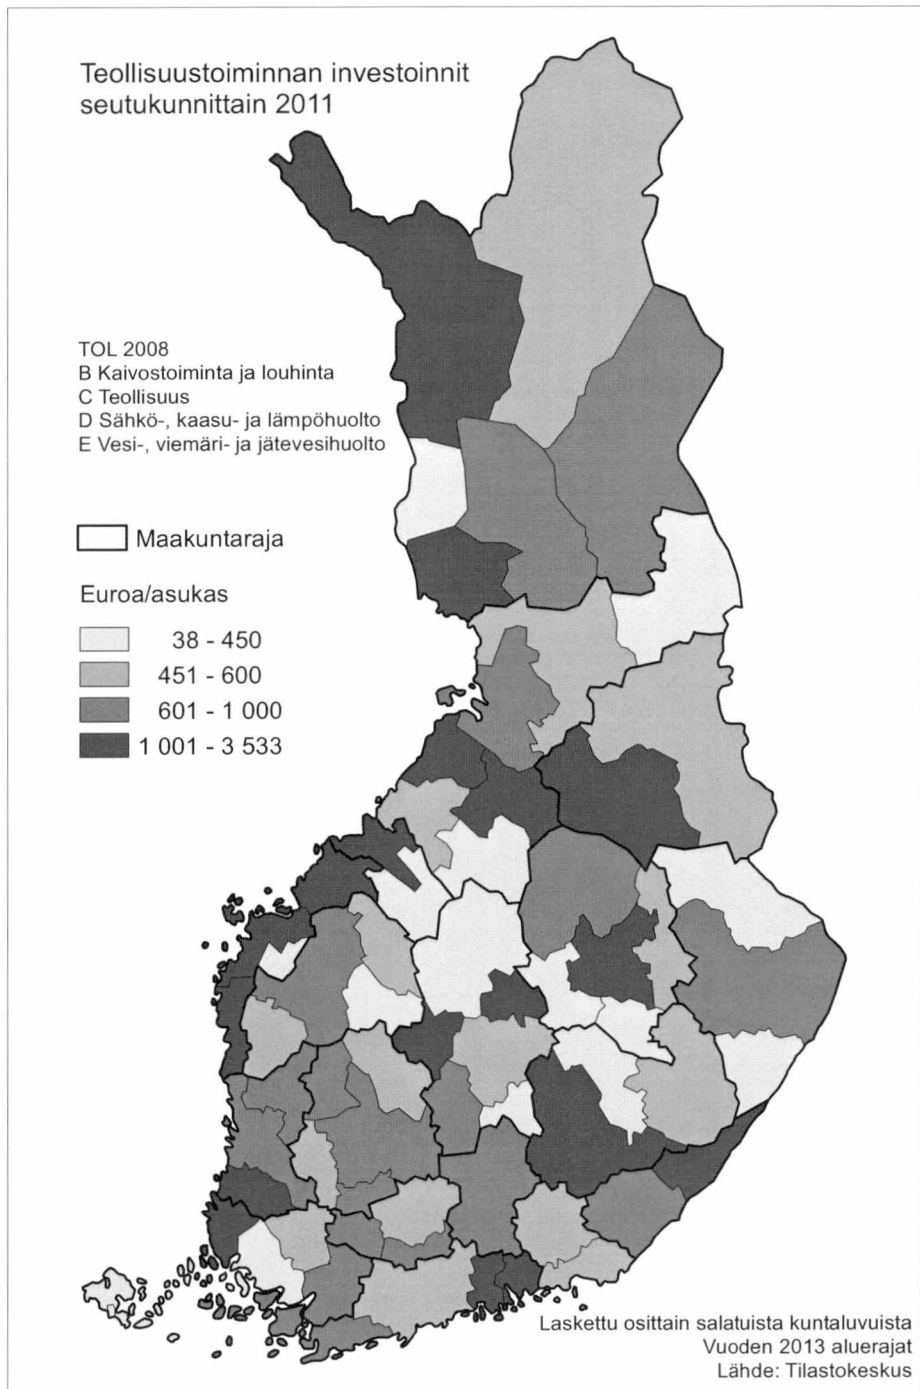 Teollisuustoiminnan investoinnit
seutukunnittain 2011
TOL 2008
B Kaivostoiminta ja louhinta
C Teollisuus
D Sähkö-, kaasu- ja lämpöhuolto
E Vesi-, viemäri- ja jätevesihuolto
Maakuntaraja
Euroa/asukas
38 - 450
451 - 600
601 - 1 000
1 001 - 3 533
Laskettu osittain salatuista kuntaluvuista
Vuoden 2013 aluerajat
Lähde: Tilastokeskus